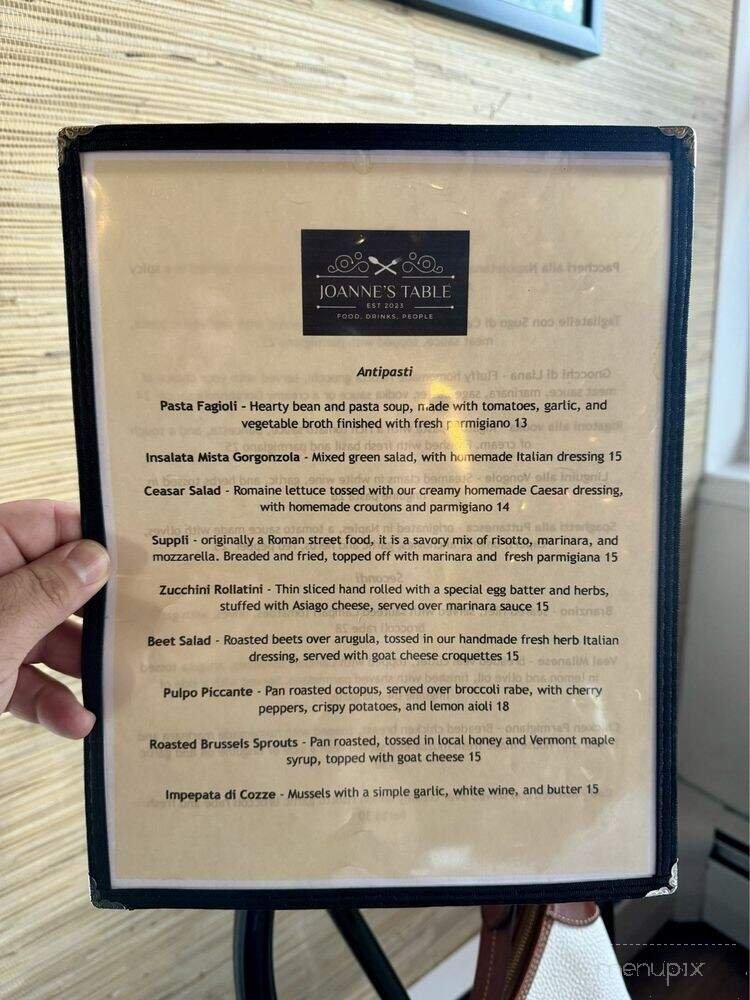 JOANNE'S TABLE
EST 2023
FOOD, DRINKS, PEOPLE
Antipasti
Pasta Fagioli - Hearty bean and pasta soup, made with tomatoes, garlic, and
vegetable broth finished with fresh parmigiano 13
Insalata Mista Gorgonzola - Mixed green salad, with homemade Italian dressing 15
Ceasar Salad - Romaine lettuce tossed with our creamy homemade Caesar dressing,
with homemade croutons and parmigiano 14
Suppli - originally a Roman street food, it is a savory mix of risotto, marinara, and
mozzarella. Breaded and fried, topped off with marinara and fresh parmigiana 15
Zucchini Rollatini - Thin sliced hand rolled with a special egg batter and herbs,
stuffed with Asiago cheese, served over marinara sauce 15
Beet Salad - Roasted beets over arugula, tossed in our handmade fresh herb Italian
dressing, served with goat cheese croquettes 15
Pulpo Piccante - Pan roasted octopus, served over broccoli rabe, with cherry
peppers, crispy potatoes, and lemon aioli 18
Roasted Brussels Sprouts - Pan roasted, tossed in local honey and Vermont maple
syrup, topped with goat cheese 15
Impepata di Cozze - Mussels with a simple garlic, white wine, and butter 15
menupix